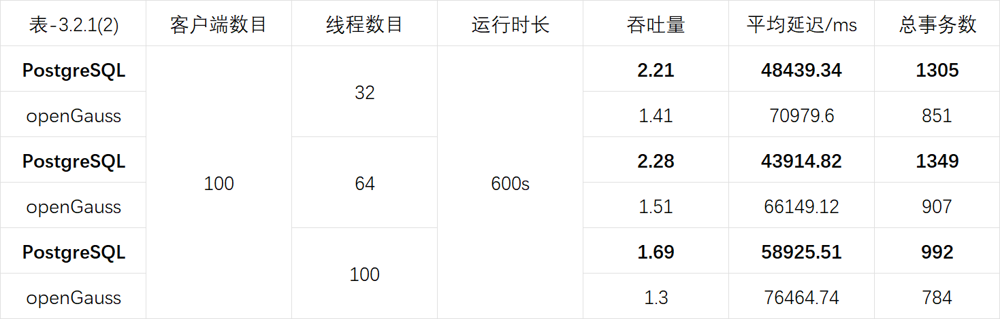 表-3.2.1(2) 客户端数目 线程数目 运行时长 吞吐量 平均延迟/ms 总事务数
PostgreSQL 100 32 600s 2.21 48439.34 1305
openGauss 1.41 70979.6 851
PostgreSQL 64 2.28 43914.82 1349
openGauss 1.51 66149.12 907
PostgreSQL 100 1.69 58925.51 992
openGauss 1.3 76464.74 784